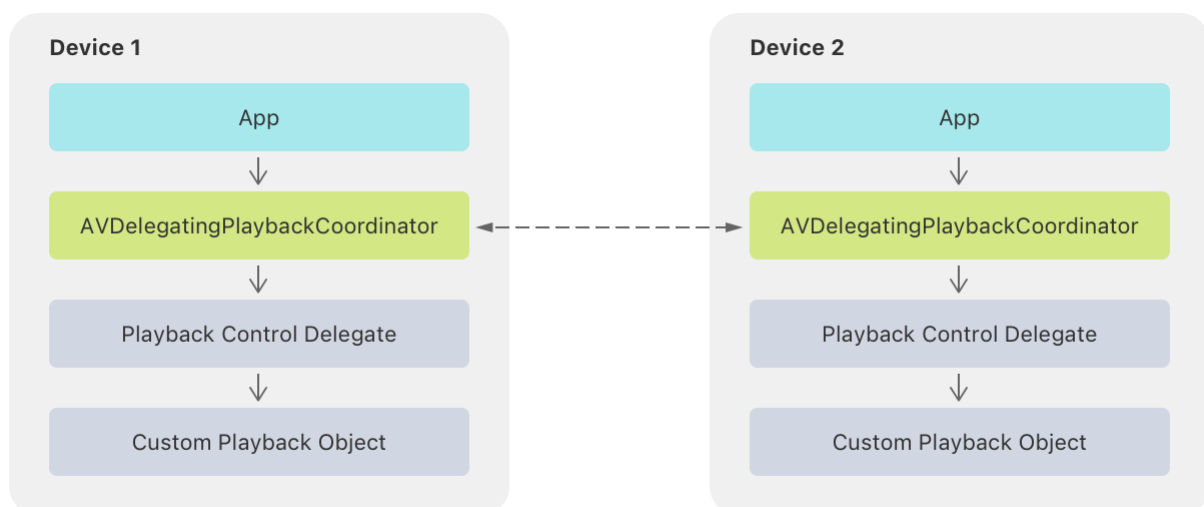 Device 1
App
AVDelegatingPlaybackCoordinator
Playback Control Delegate
Custom Playback Object
Device 2
App
AVDelegatingPlaybackCoordinator
Playback Control Delegate
Custom Playback Object